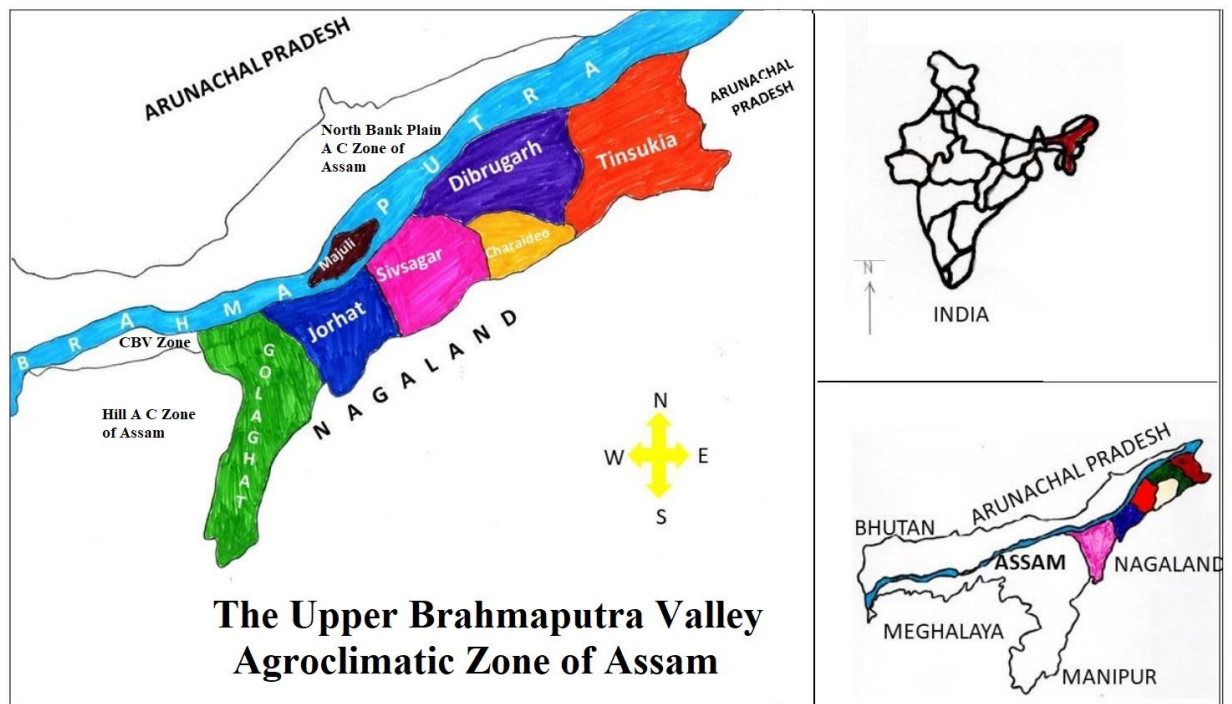 ARUNACHAL PRADESH
ARUNACHAL
PRADESH
North Bank Plain
A C Zone of
Assam
BRAHMAPUTRA
Tinsukia
Dibrugarh
Charaideo
Majuli
Sivsagar
Jorhat
GOLAGHAT
CBV Zone
NAGALAND
Hill A C Zone
of Assam
N
W E
S
The Upper Brahmaputra Valley
Agroclimatic Zone of Assam
N
INDIA
ARUNACHAL PRADESH
BHUTAN
ASSAM
NAGALAND
MEGHALAYA
MANIPUR